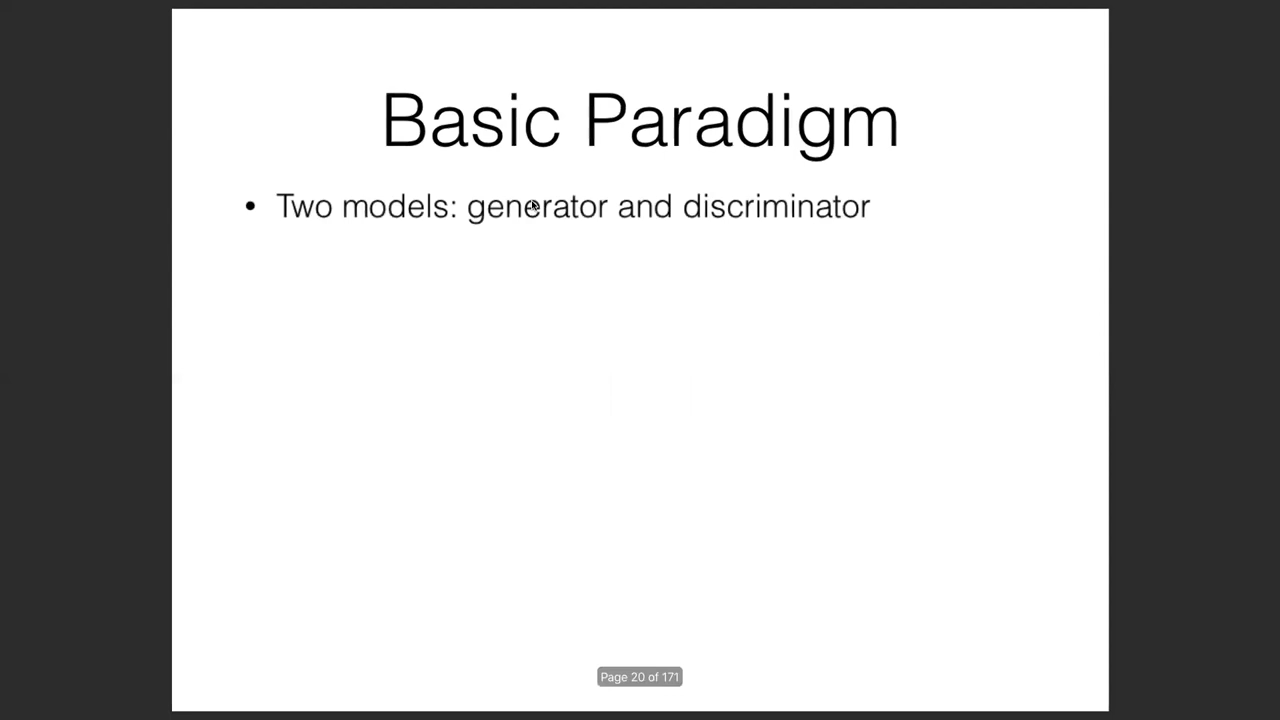 Basic Paradigm
• Two models: generator and discriminator
Page 20 of 171